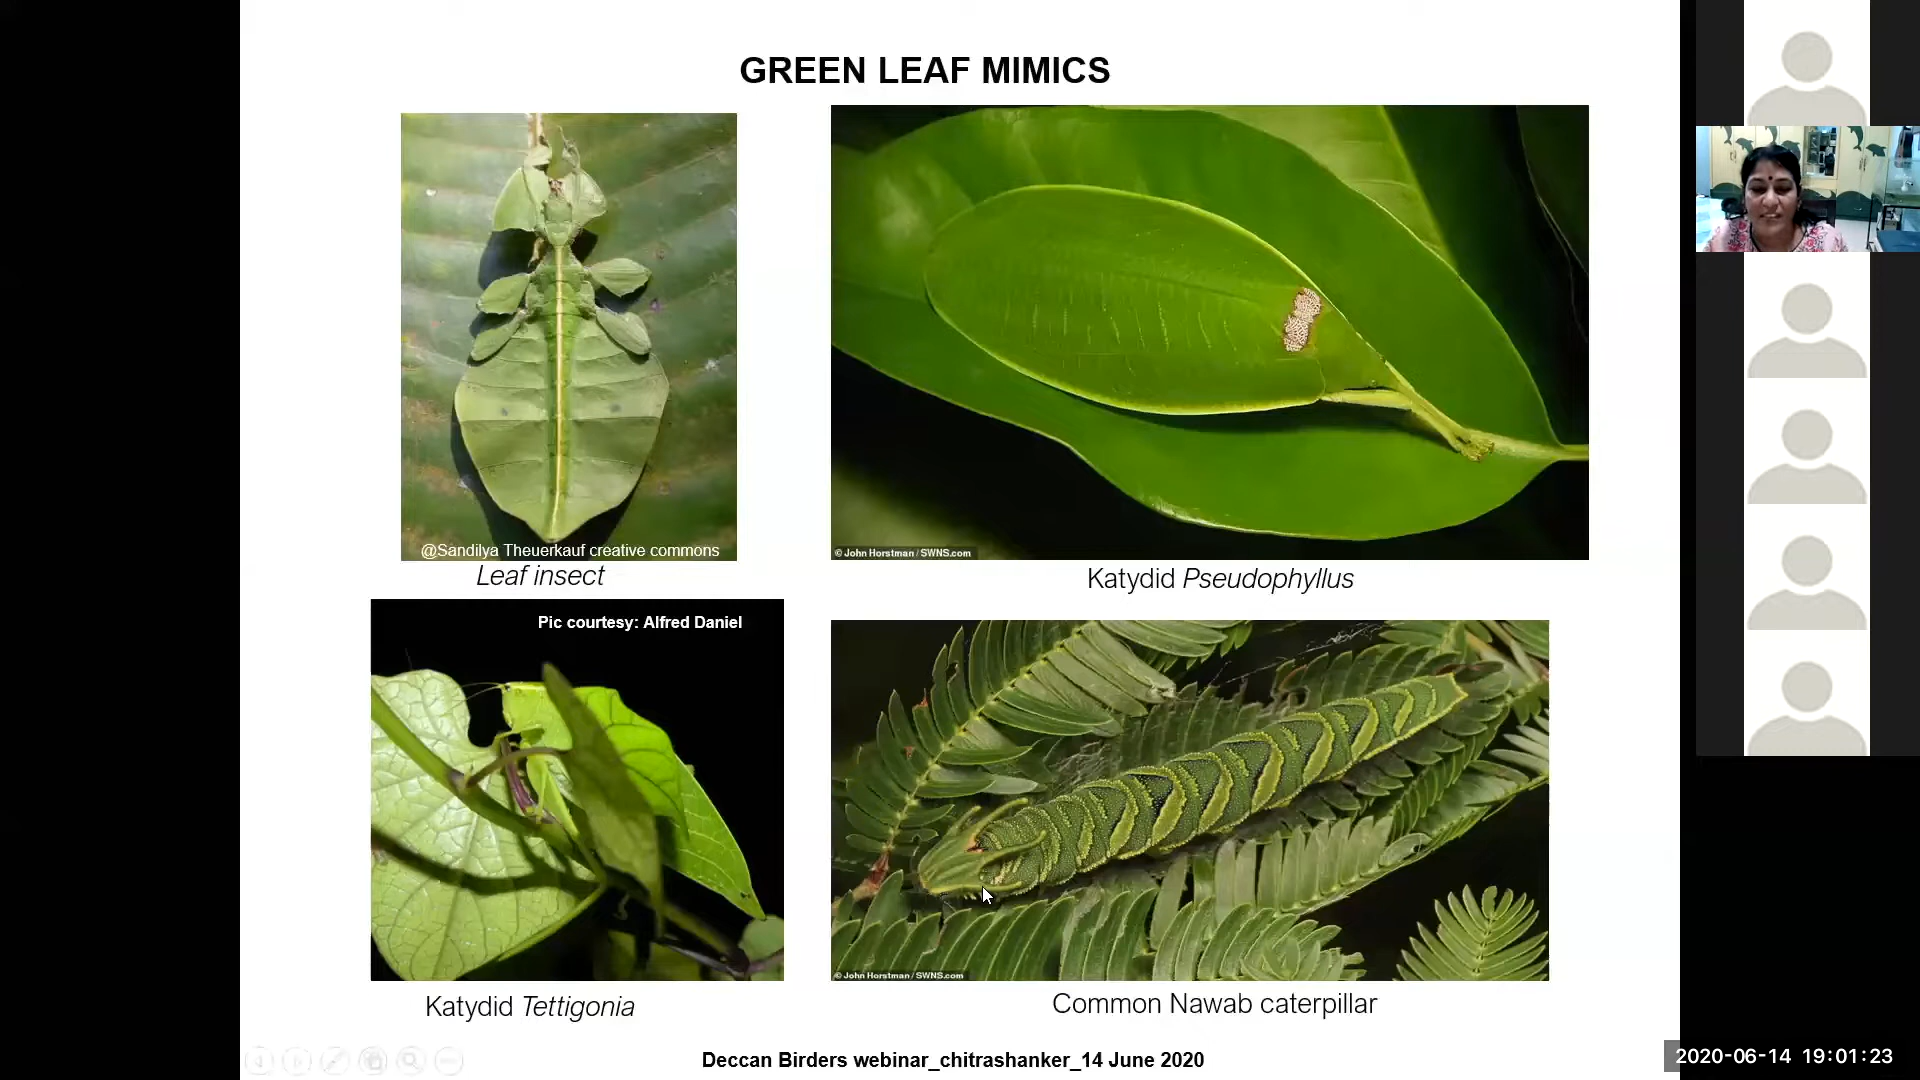 GREEN LEAF MIMICS
@Sandilya Theuerkauf creative commons
Leaf insect
© John Horstman / SWNS.com
Katydid Pseudophyllus
Pic courtesy: Alfred Daniel
Katydid Tettigonia
© John Horstman / SWNS.com
Common Nawab caterpillar
Deccan Birders webinar_chitrashanker_14 June 2020
2020-06-14 19:01:23